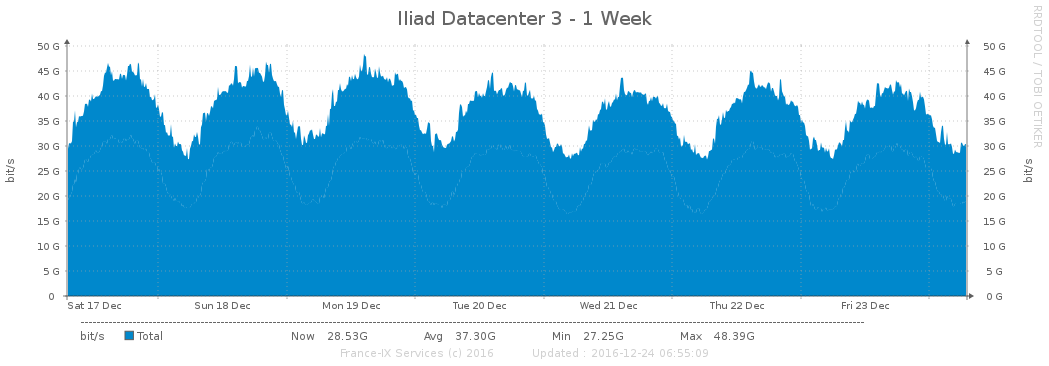 Iliad Datacenter 3 - 1 Week
RRDTOOL / TOBI OETIKER
50 G 50 G
45 G 45 G
40 G 40 G
35 G 35 G
30 G 30 G
25 G 25 G
20 G 20 G
15 G 15 G
10 G 10 G
5 G 5 G
0 0 G
bit/s bit/s
Sat 17 Dec Sun 18 Dec Mon 19 Dec Tue 20 Dec Wed 21 Dec Thu 22 Dec Fri 23 Dec
bit/s Total Now 28.53G Avg 37.30G Min 27.25G Max 48.39G
France-IX Services (c) 2016 Updated : 2016-12-24 06:55:09